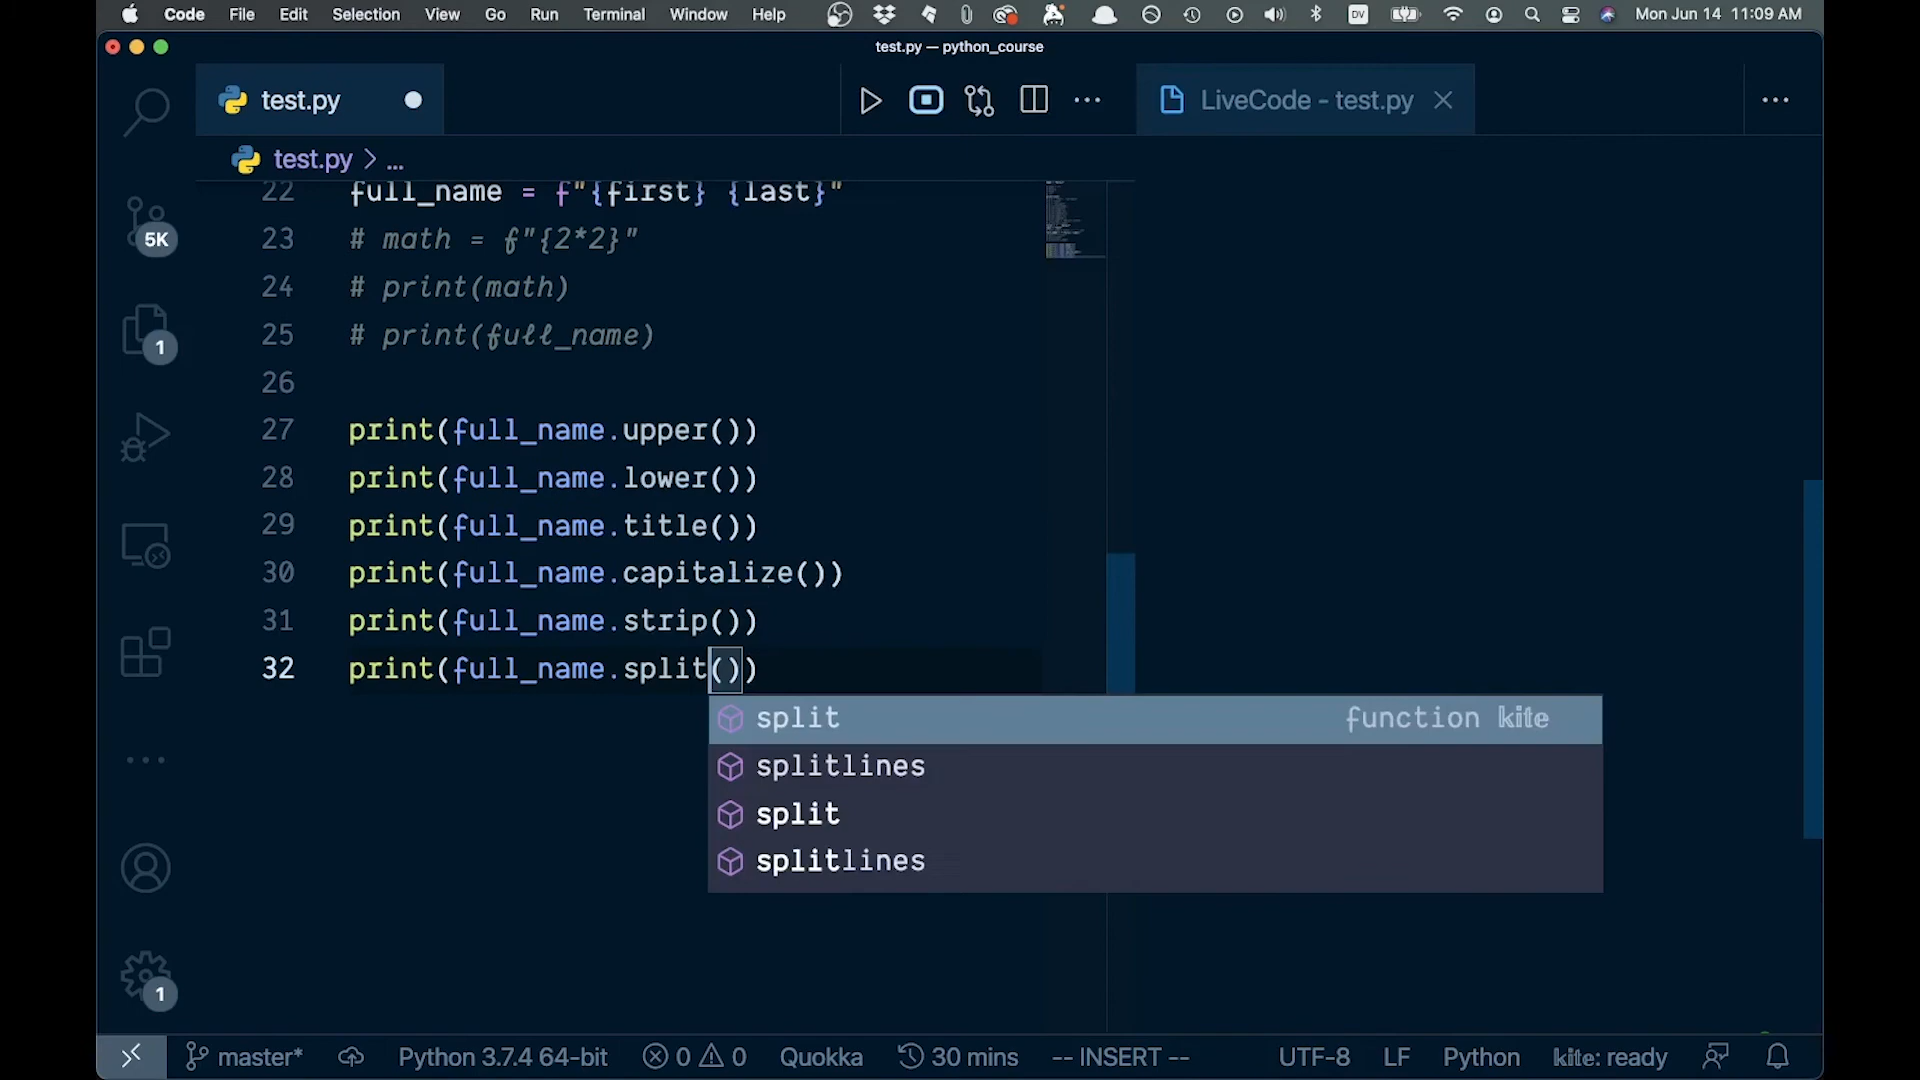 Code File Edit Selection View Go Run Terminal Window Help DV Mon Jun 14 11:09 AM
test.py — python_course
test.py LiveCode - test.py
test.py > ...
22 full_name = f"{first} {last}"
23 # math = f"{2*2}"
24 # print(math)
25 # print(full_name)
26
27 print(full_name.upper())
28 print(full_name.lower())
29 print(full_name.title())
30 print(full_name.capitalize())
31 print(full_name.strip())
32 print(full_name.split())
split function kite
splitlines
split
splitlines
5K
1
1
master* Python 3.7.4 64-bit 0 0 Quokka 30 mins -- INSERT -- UTF-8 LF Python kite: ready